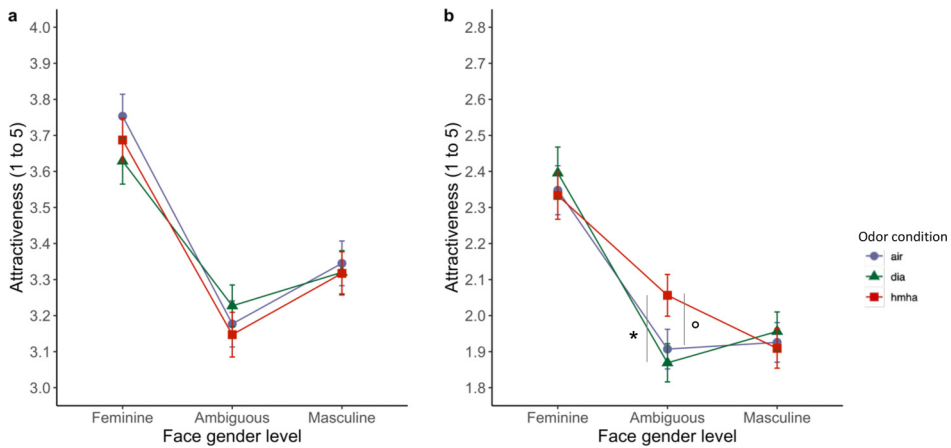 a
4.0
3.9
3.8
3.7
3.6
3.5
3.4
3.3
3.2
3.1
3.0
Attractiveness (1 to 5)
Feminine Ambiguous Masculine
Face gender level
b
2.8
2.7
2.6
2.5
2.4
2.3
2.2
2.1
2.0
1.9
1.8
Attractiveness (1 to 5)
*
°
Feminine Ambiguous Masculine
Face gender level
Odor condition
air
dia
hmha